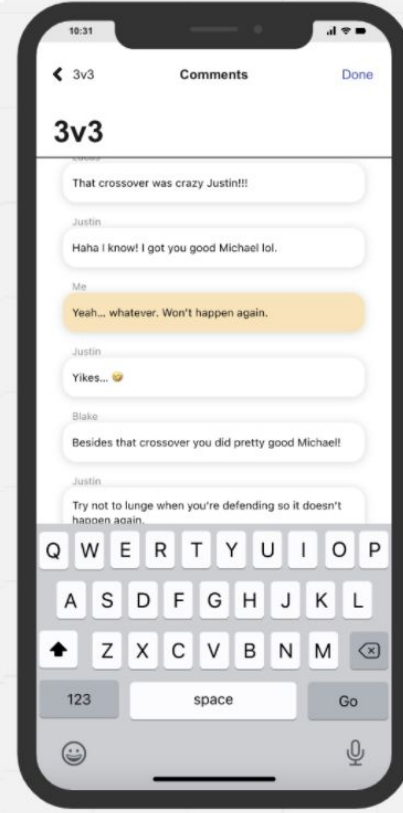 10:31
3v3 Comments Done
3v3
Lucas
That crossover was crazy Justin!!!
Justin
Haha I know! I got you good Michael lol.
Me
Yeah... whatever. Won't happen again.
Justin
Yikes... 🤣
Blake
Besides that crossover you did pretty good Michael!
Justin
Try not to lunge when you're defending so it doesn't
happen again.
Q W E R T Y U I O P
A S D F G H J K L
Z X C V B N M
123 space Go